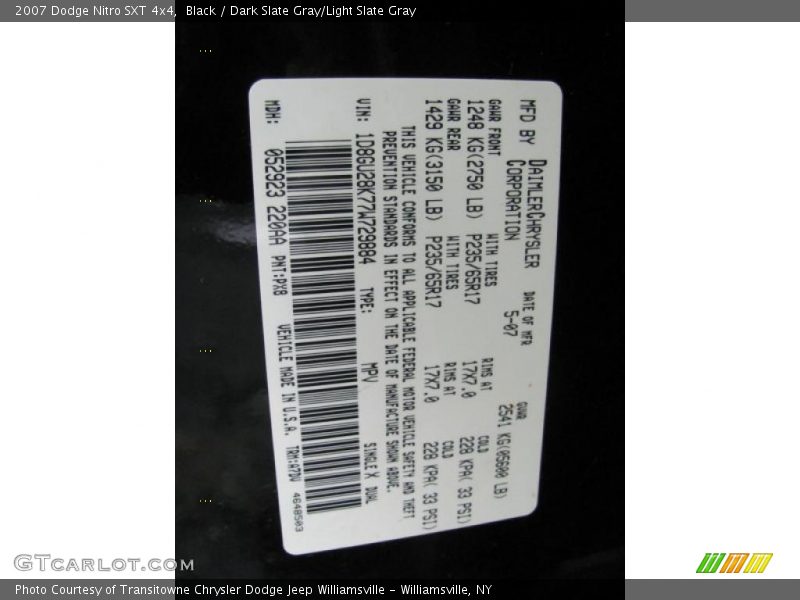 2007 Dodge Nitro SXT 4x4, Black / Dark Slate Gray/Light Slate Gray
MFD BY DAIMLERCHRYSLER CORPORATION DATE OF MFR 5-07 GVWR 2541 KG(05600 LB)
GAWR FRONT WITH TIRES RIMS AT COLD
1248 KG(2750 LB) P235/65R17 17X7.0 228 KPA( 33 PSI)
GAWR REAR WITH TIRES RIMS AT COLD
1429 KG(3150 LB) P235/65R17 17X7.0 228 KPA( 33 PSI)
THIS VEHICLE CONFORMS TO ALL APPLICABLE FEDERAL MOTOR VEHICLE SAFETY AND THEFT
PREVENTION STANDARDS IN EFFECT ON THE DATE OF MANUFACTURE SHOWN ABOVE.
VIN: 1D8GU28K77W729884 TYPE: MPV SINGLE X DUAL
MDH: 052923 220AA PNT:PX8 VEHICLE MADE IN U.S.A. TRM:A7DV 4648503
GTCARLOT.COM
Photo Courtesy of Transitowne Chrysler Dodge Jeep Williamsville - Williamsville, NY